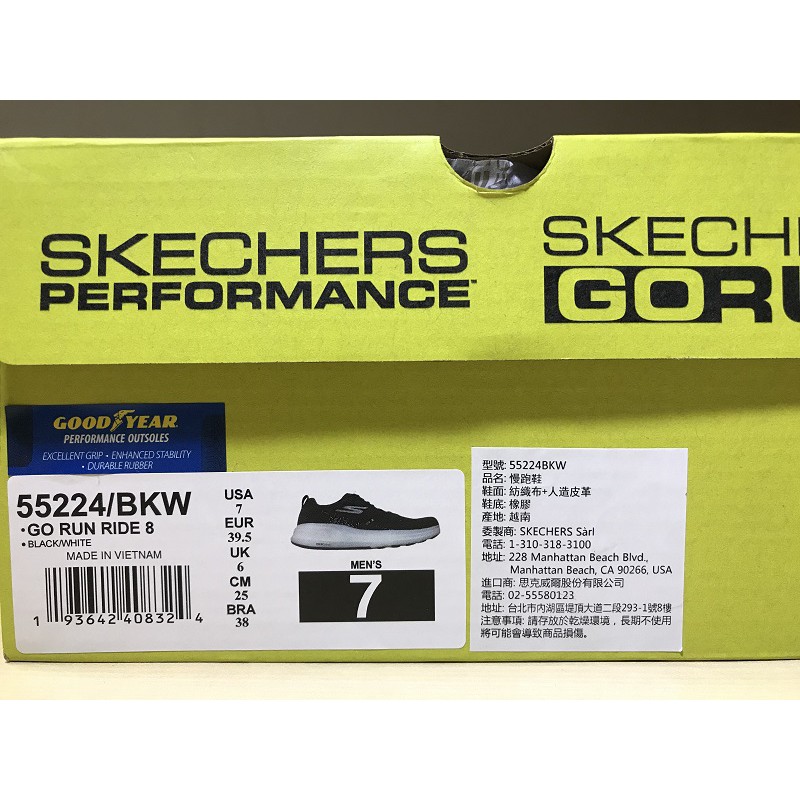 SKECHERS
PERFORMANCE™
SKECH
GORU
GOODYEAR
PERFORMANCE OUTSOLES
EXCELLENT GRIP • ENHANCED STABILITY
• DURABLE RUBBER
55224/BKW
•GO RUN RIDE 8
•BLACK/WHITE
MADE IN VIETNAM
1 93642 40832 4
USA
7
EUR
39.5
UK
6
CM
25
BRA
38
MEN'S
7
型號: 55224BKW
品名: 慢跑鞋
鞋面: 紡織布+人造皮革
鞋底: 橡膠
產地: 越南
委製商: SKECHERS Sàrl
電話: 1-310-318-3100
地址: 228 Manhattan Beach Blvd.,
Manhattan Beach, CA 90266, USA
進口商: 思克威爾股份有限公司
電話: 02-55580123
地址: 台北市內湖區堤頂大道二段293-1號8樓
注意事項: 請存放於乾燥環境，長期不使用
將可能會導致商品損傷。